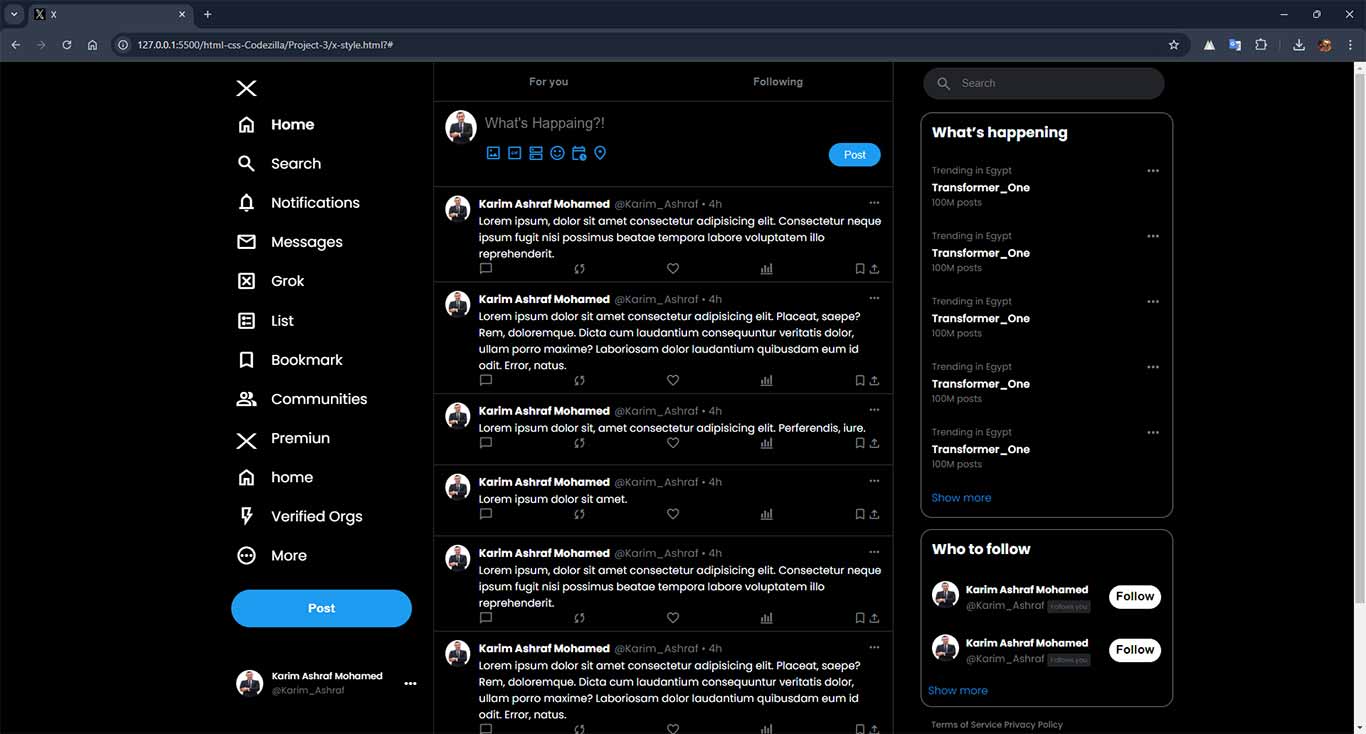 X
127.0.0.1:5500/html-css-Codezilla/Project-3/x-style.html?#
Home
Search
Notifications
Messages
Grok
List
Bookmark
Communities
Premiun
home
Verified Orgs
More
Post
Karim Ashraf Mohamed
@Karim_Ashraf
For you
Following
What's Happaing?!
GIF
Post
Karim Ashraf Mohamed @Karim_Ashraf • 4h
Lorem ipsum, dolor sit amet consectetur adipisicing elit. Consectetur neque
ipsum fugit nisi possimus beatae tempora labore voluptatem illo
reprehenderit.
Karim Ashraf Mohamed @Karim_Ashraf • 4h
Lorem ipsum dolor sit amet consectetur adipisicing elit. Placeat, saepe?
Rem, doloremque. Dicta cum laudantium consequuntur veritatis dolor,
ullam porro maxime? Laboriosam dolor laudantium quibusdam eum id
odit. Error, natus.
Karim Ashraf Mohamed @Karim_Ashraf • 4h
Lorem ipsum dolor sit, amet consectetur adipisicing elit. Perferendis, iure.
Karim Ashraf Mohamed @Karim_Ashraf • 4h
Lorem ipsum dolor sit amet.
Karim Ashraf Mohamed @Karim_Ashraf • 4h
Lorem ipsum, dolor sit amet consectetur adipisicing elit. Consectetur neque
ipsum fugit nisi possimus beatae tempora labore voluptatem illo
reprehenderit.
Karim Ashraf Mohamed @Karim_Ashraf • 4h
Lorem ipsum dolor sit amet consectetur adipisicing elit. Placeat, saepe?
Rem, doloremque. Dicta cum laudantium consequuntur veritatis dolor,
ullam porro maxime? Laboriosam dolor laudantium quibusdam eum id
odit. Error, natus.
Search
What's happening
Trending in Egypt
Transformer_One
100M posts
Trending in Egypt
Transformer_One
100M posts
Trending in Egypt
Transformer_One
100M posts
Trending in Egypt
Transformer_One
100M posts
Trending in Egypt
Transformer_One
100M posts
Show more
Who to follow
Karim Ashraf Mohamed
@Karim_Ashraf Follows you
Follow
Karim Ashraf Mohamed
@Karim_Ashraf Follows you
Follow
Show more
Terms of Service Privacy Policy